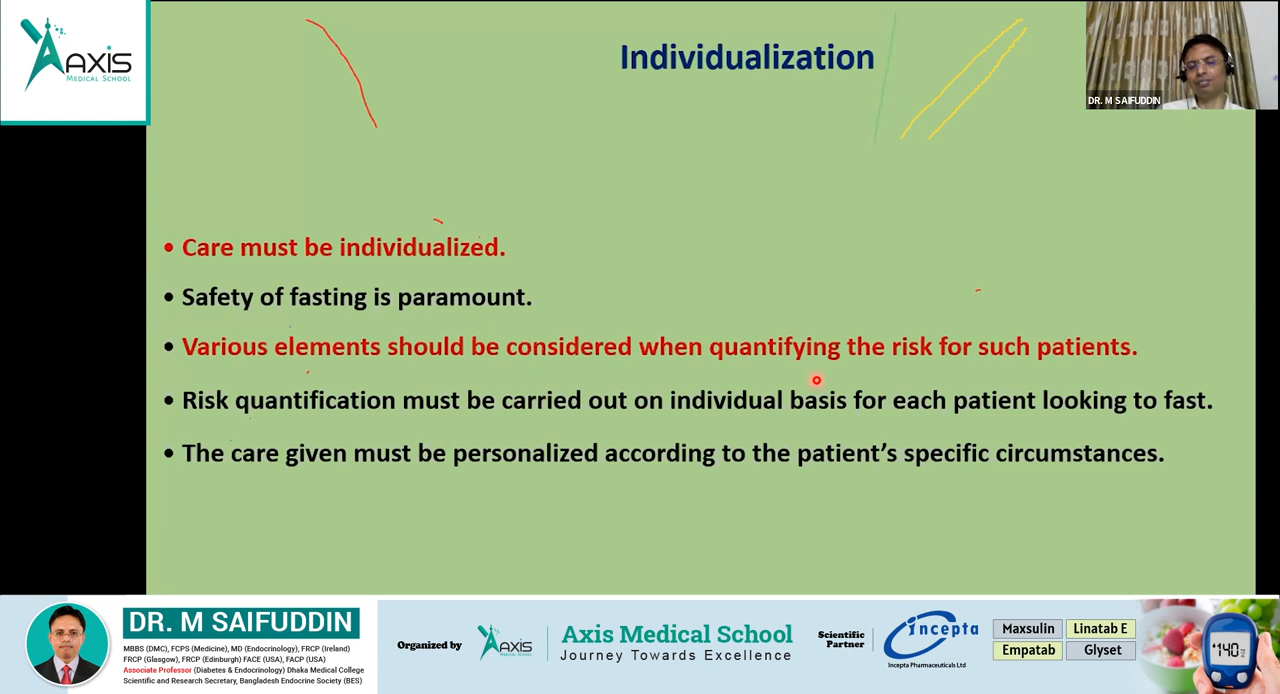 AXIS
MEDICAL SCHOOL
Individualization
DR. M SAIFUDDIN
• Care must be individualized.
• Safety of fasting is paramount.
• Various elements should be considered when quantifying the risk for such patients.
• Risk quantification must be carried out on individual basis for each patient looking to fast.
• The care given must be personalized according to the patient’s specific circumstances.
DR. M SAIFUDDIN
MBBS (DMC), FCPS (Medicine), MD (Endocrinology), FRCP (Ireland)
FRCP (Glasgow), FRCP (Edinburgh) FACE (USA), FACP (USA)
Associate Professor (Diabetes & Endocrinology) Dhaka Medical College
Scientific and Research Secretary, Bangladesh Endocrine Society (BES)
Organized by
AXIS
Axis Medical School
Journey Towards Excellence
Scientific
Partner
incepta
Incepta Pharmaceuticals Ltd
Maxsulin
Linatab E
Empatab
Glyset
140